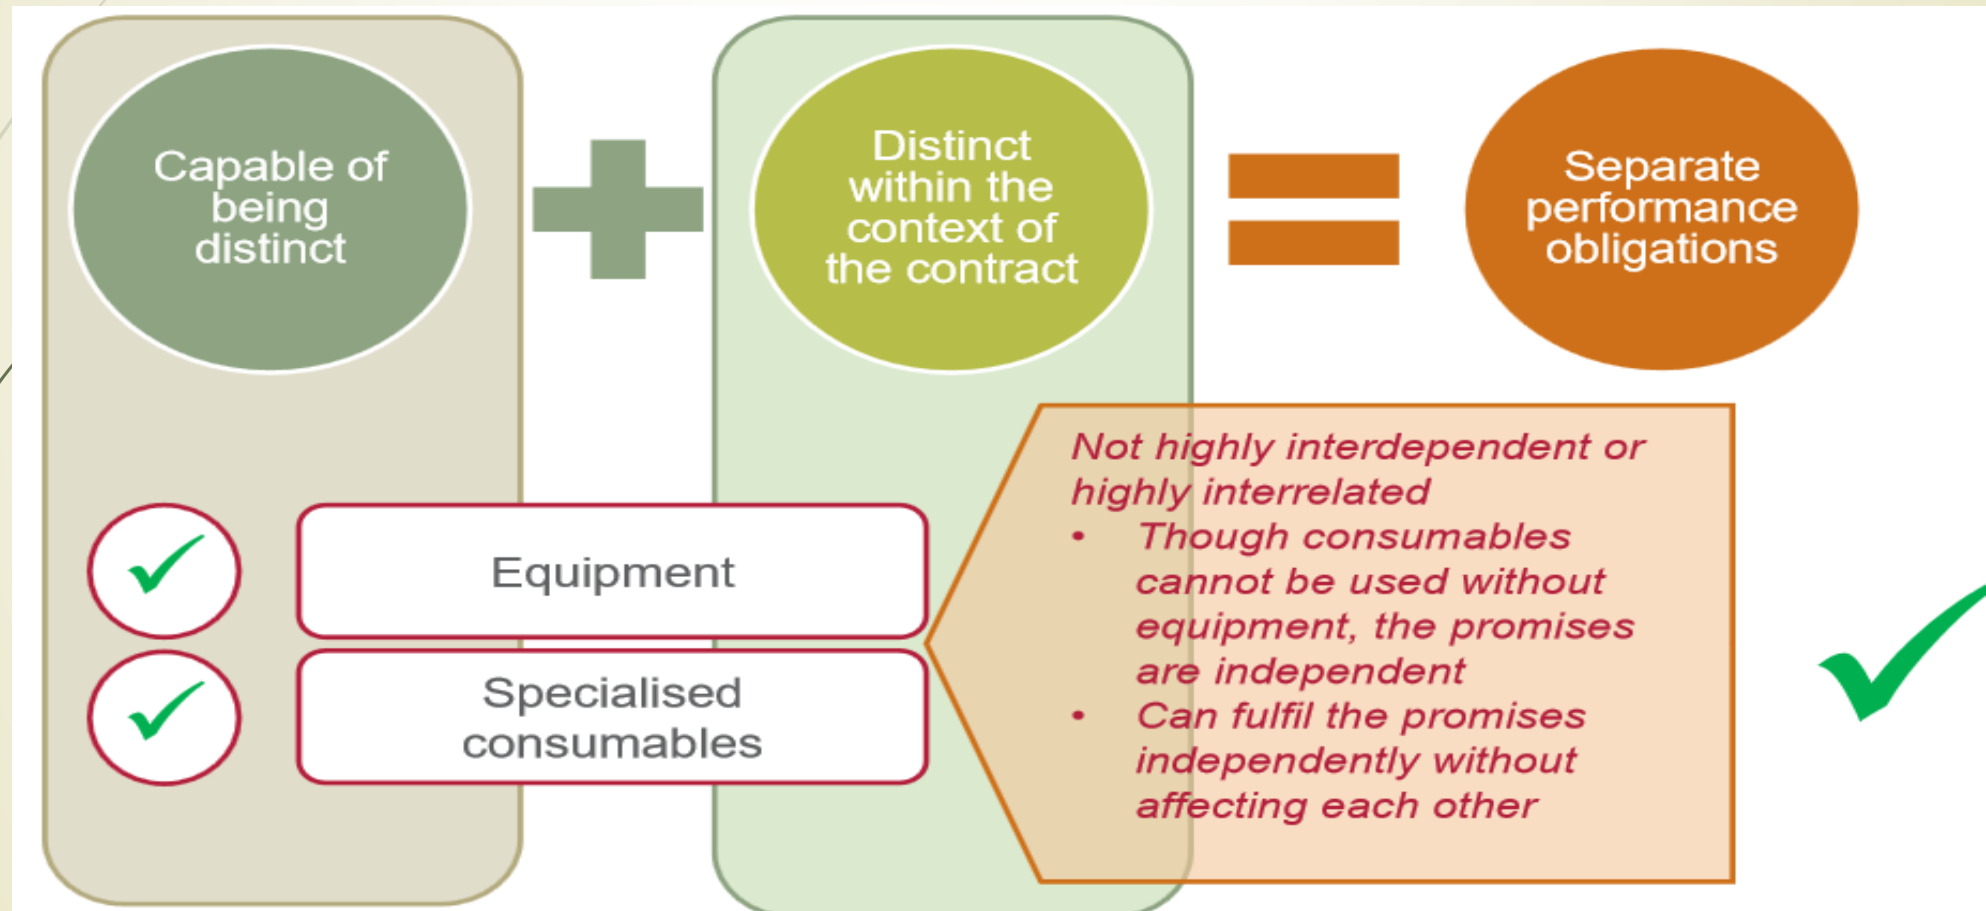 Capable of
being
distinct
Distinct
within the
context of
the contract
Separate
performance
obligations
Equipment
Specialised
consumables
Not highly interdependent or
highly interrelated
• Though consumables
cannot be used without
equipment, the promises
are independent
• Can fulfil the promises
independently without
affecting each other